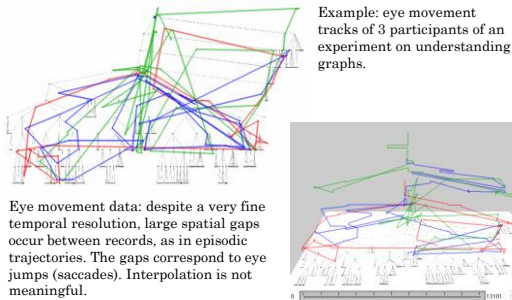 Example: eye movement
tracks of 3 participants of an
experiment on understanding
graphs.
Eye movement data: despite a very fine
temporal resolution, large spatial gaps
occur between records, as in episodic
trajectories. The gaps correspond to eye
jumps (saccades). Interpolation is not
meaningful.
0